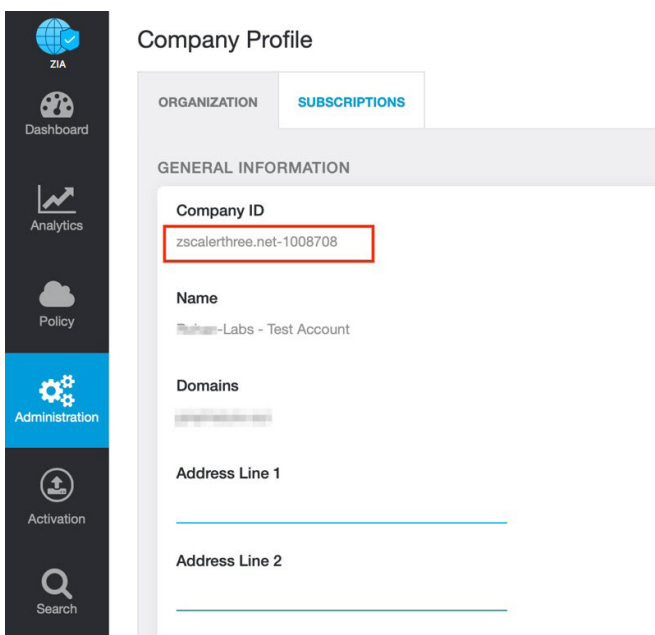 ZIA
Dashboard
Analytics
Policy
Administration
Activation
Search
Company Profile
ORGANIZATION
SUBSCRIPTIONS
GENERAL INFORMATION
Company ID
zscalerthree.net-1008708
Name
-Labs - Test Account
Domains
Address Line 1
Address Line 2